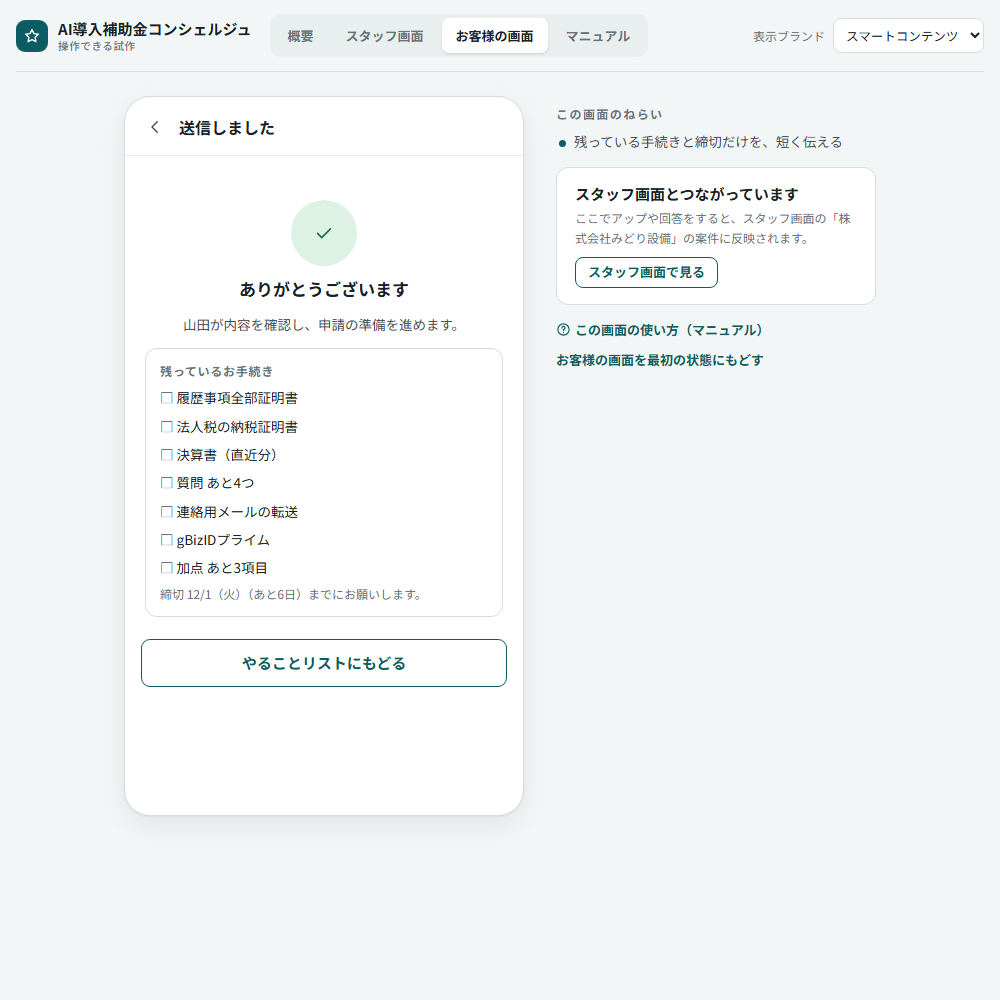 AI導入補助金コンシェルジュ
操作できる試作
概要
スタッフ画面
お客様の画面
マニュアル
表示ブランド
スマートコンテンツ
送信しました
ありがとうございます
山田が内容を確認し、申請の準備を進めます。
残っているお手続き
履歴事項全部証明書
法人税の納税証明書
決算書（直近分）
質問 あと4つ
連絡用メールの転送
gBizIDプライム
加点 あと3項目
締切 12/1（火）（あと6日）までにお願いします。
やることリストにもどる
この画面のねらい
残っている手続きと締切だけを、短く伝える
スタッフ画面とつながっています
ここでアップや回答をすると、スタッフ画面の「株
式会社みどり設備」の案件に反映されます。
スタッフ画面で見る
この画面の使い方（マニュアル）
お客様の画面を最初の状態にもどす